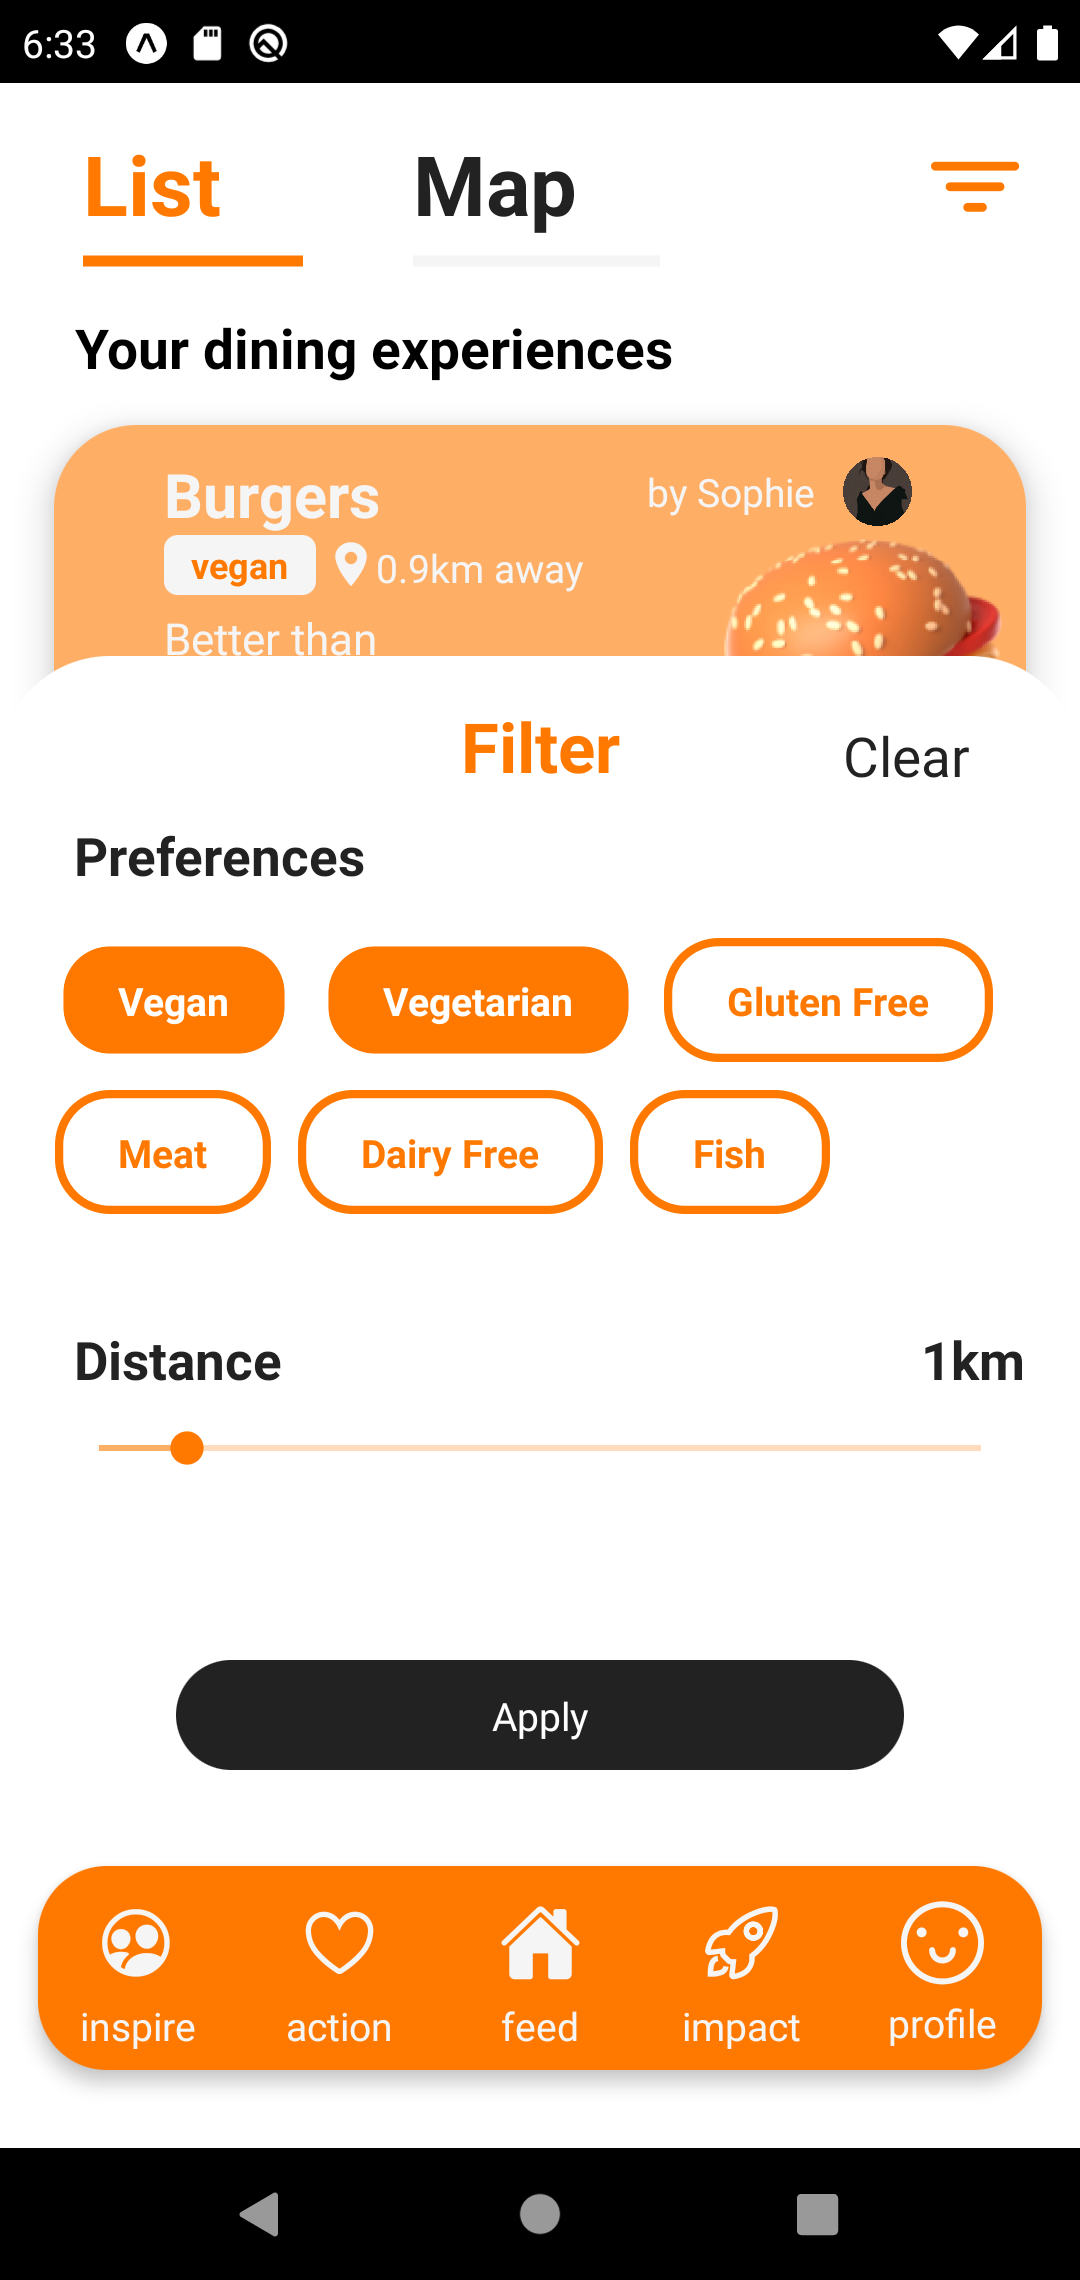 6:33
List Map
Your dining experiences
Burgers by Sophie
vegan 0.9km away
Better than
Filter Clear
Preferences
Vegan Vegetarian Gluten Free
Meat Dairy Free Fish
Distance 1km
Apply
inspire action feed impact profile